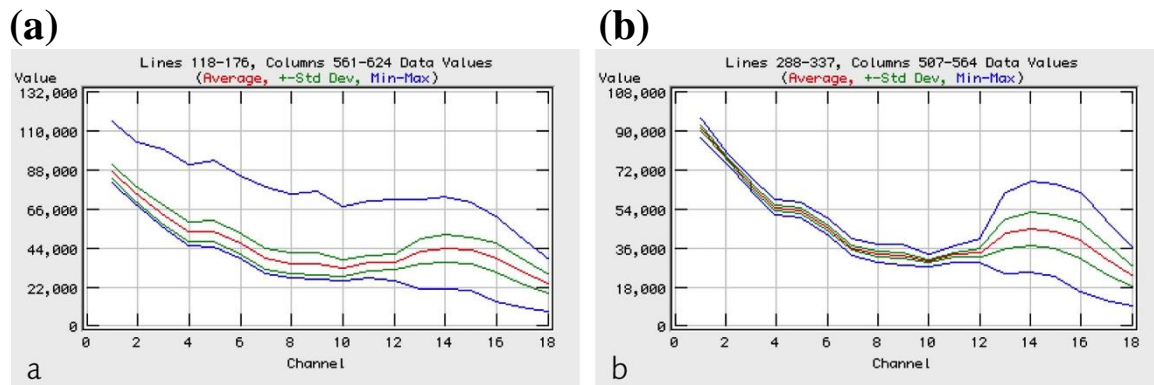 (a)
Lines 118-176, Columns 561-624 Data Values
(Average, +-Std Dev, Min-Max)
Value
132,000
110,000
88,000
66,000
44,000
22,000
0
0 2 4 6 8 10 12 14 16 18
Channel
a
(b)
Lines 288-337, Columns 507-564 Data Values
(Average, +-Std Dev, Min-Max)
Value
108,000
90,000
72,000
54,000
36,000
18,000
0
0 2 4 6 8 10 12 14 16 18
Channel
b